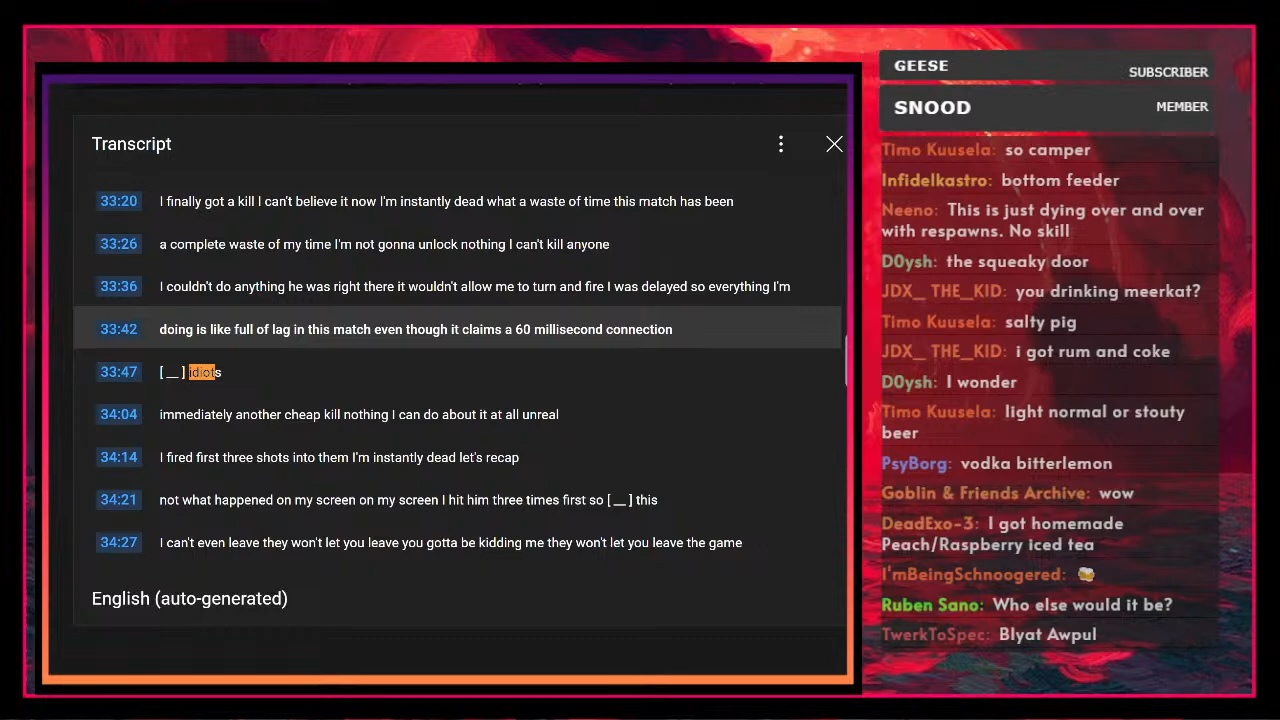 Transcript
33:20 I finally got a kill I can't believe it now I'm instantly dead what a waste of time this match has been
33:26 a complete waste of my time I'm not gonna unlock nothing I can't kill anyone
33:36 I couldn't do anything he was right there it wouldn't allow me to turn and fire I was delayed so everything I'm
33:42 doing is like full of lag in this match even though it claims a 60 millisecond connection
33:47 [ __ ] idiots
34:04 immediately another cheap kill nothing I can do about it at all unreal
34:14 I fired first three shots into them I'm instantly dead let's recap
34:21 not what happened on my screen on my screen I hit him three times first so [ __ ] this
34:27 I can't even leave they won't let you leave you gotta be kidding me they won't let you leave the game
English (auto-generated)
GEESE SUBSCRIBER
SNOOD MEMBER
Timo Kuusela: so camper
Infidelkastro: bottom feeder
Neeno: This is just dying over and over
with respawns. No skill
D0ysh: the squeaky door
JDX_ THE_KID: you drinking meerkat?
Timo Kuusela: salty pig
JDX_ THE_KID: i got rum and coke
D0ysh: I wonder
Timo Kuusela: light normal or stouty
beer
PsyBorg: vodka bitterlemon
Goblin & Friends Archive: wow
DeadExo-3: I got homemade
Peach/Raspberry iced tea
I'mBeingSchnoogered: 🍻
Ruben Sano: Who else would it be?
TwerkToSpec: Blyat Awpul